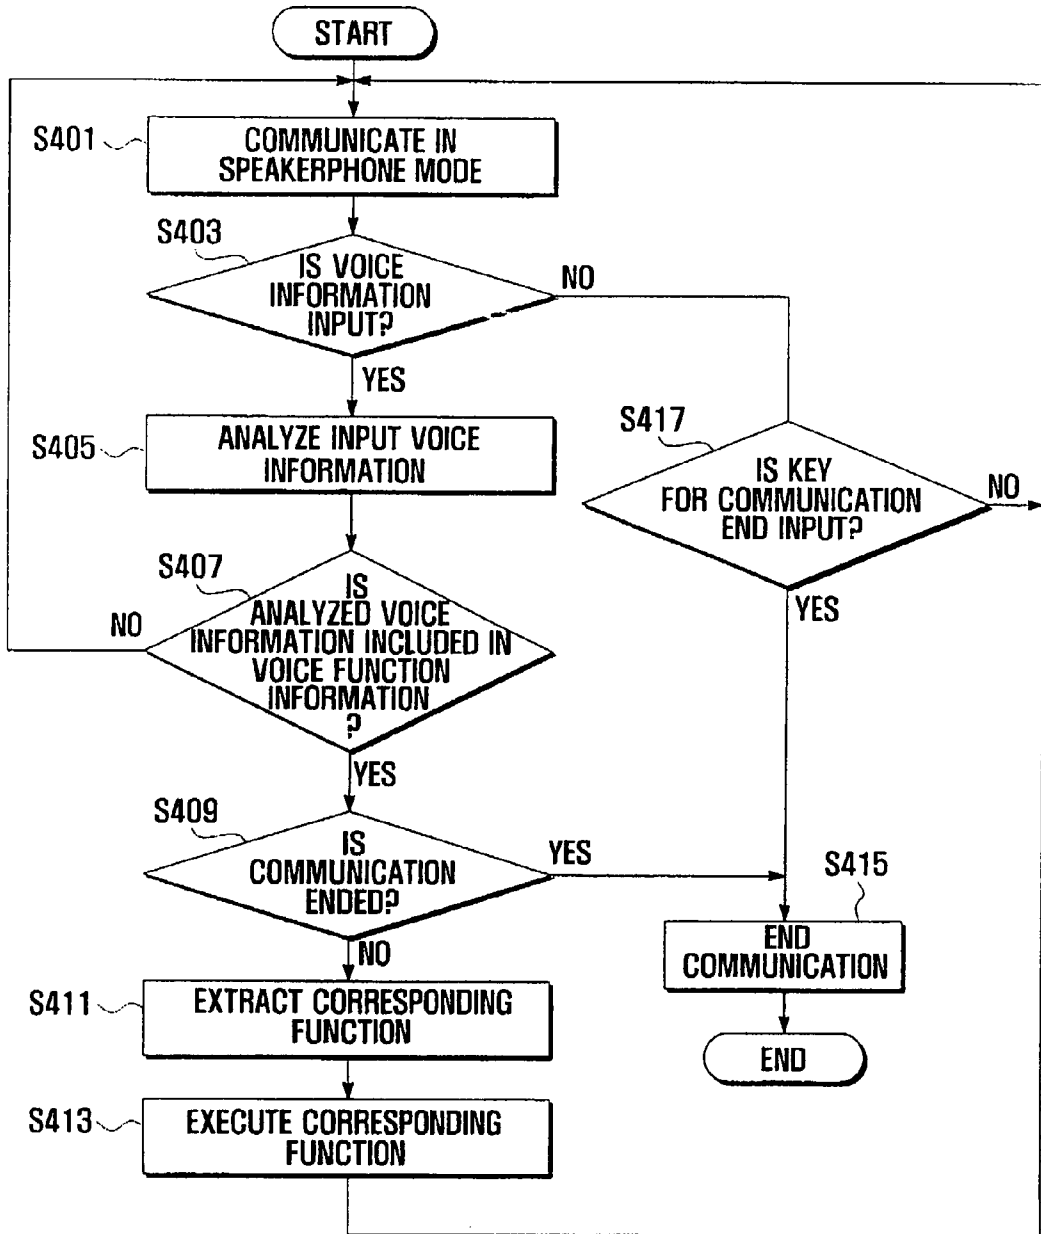 START
S401
COMMUNICATE IN
SPEAKERPHONE MODE
S403
IS VOICE
INFORMATION
INPUT?
NO
YES
S405
ANALYZE INPUT VOICE
INFORMATION
S417
IS KEY
FOR COMMUNICATION
END INPUT?
NO
YES
S407
IS
ANALYZED VOICE
INFORMATION INCLUDED IN
VOICE FUNCTION
INFORMATION
?
NO
YES
S409
IS
COMMUNICATION
ENDED?
YES
NO
S415
END
COMMUNICATION
S411
EXTRACT CORRESPONDING
FUNCTION
END
S413
EXECUTE CORRESPONDING
FUNCTION